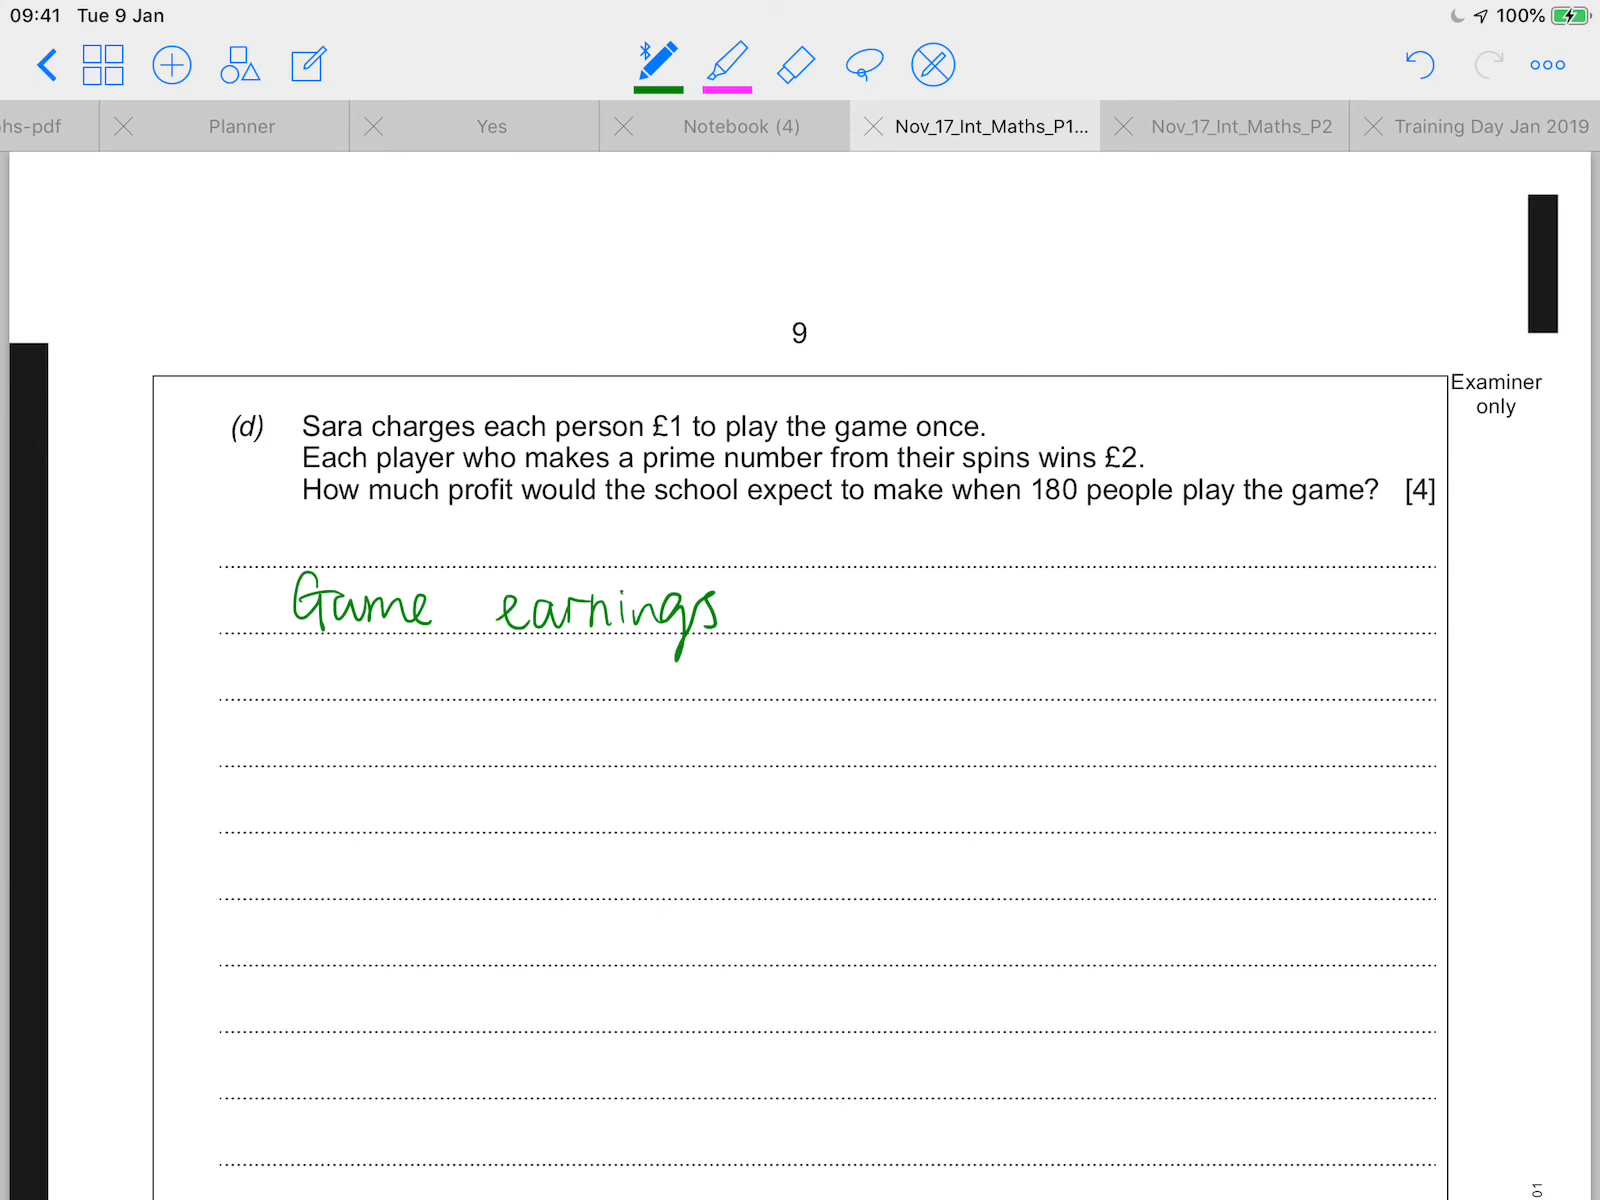 09:41 Tue 9 Jan 100%
hs-pdf Planner Yes Notebook (4) Nov_17_Int_Maths_P1... Nov_17_Int_Maths_P2 Training Day Jan 2019
9
Examiner
only
(d) Sara charges each person £1 to play the game once.
Each player who makes a prime number from their spins wins £2.
How much profit would the school expect to make when 180 people play the game? [4]
Game earnings
01